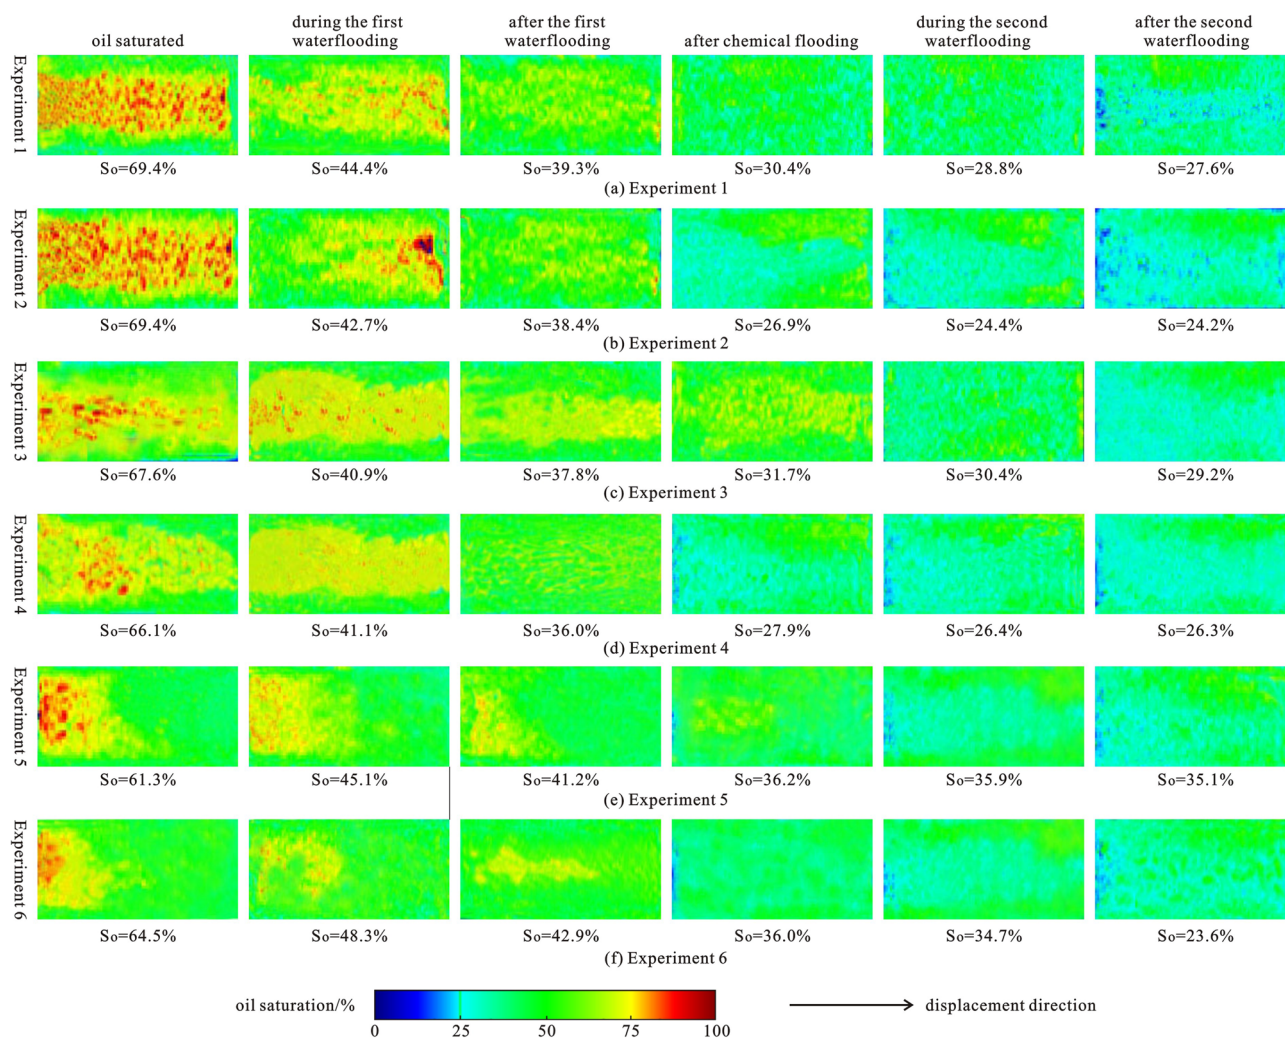 oil saturated
during the first
waterflooding
after the first
waterflooding
after chemical flooding
during the second
waterflooding
after the second
waterflooding
Experiment 1
So=69.4% So=44.4% So=39.3% So=30.4% So=28.8% So=27.6%
(a) Experiment 1
Experiment 2
So=69.4% So=42.7% So=38.4% So=26.9% So=24.4% So=24.2%
(b) Experiment 2
Experiment 3
So=67.6% So=40.9% So=37.8% So=31.7% So=30.4% So=29.2%
(c) Experiment 3
Experiment 4
So=66.1% So=41.1% So=36.0% So=27.9% So=26.4% So=26.3%
(d) Experiment 4
Experiment 5
So=61.3% So=45.1% So=41.2% So=36.2% So=35.9% So=35.1%
(e) Experiment 5
Experiment 6
So=64.5% So=48.3% So=42.9% So=36.0% So=34.7% So=23.6%
(f) Experiment 6
oil saturation/%
0 25 50 75 100
displacement direction